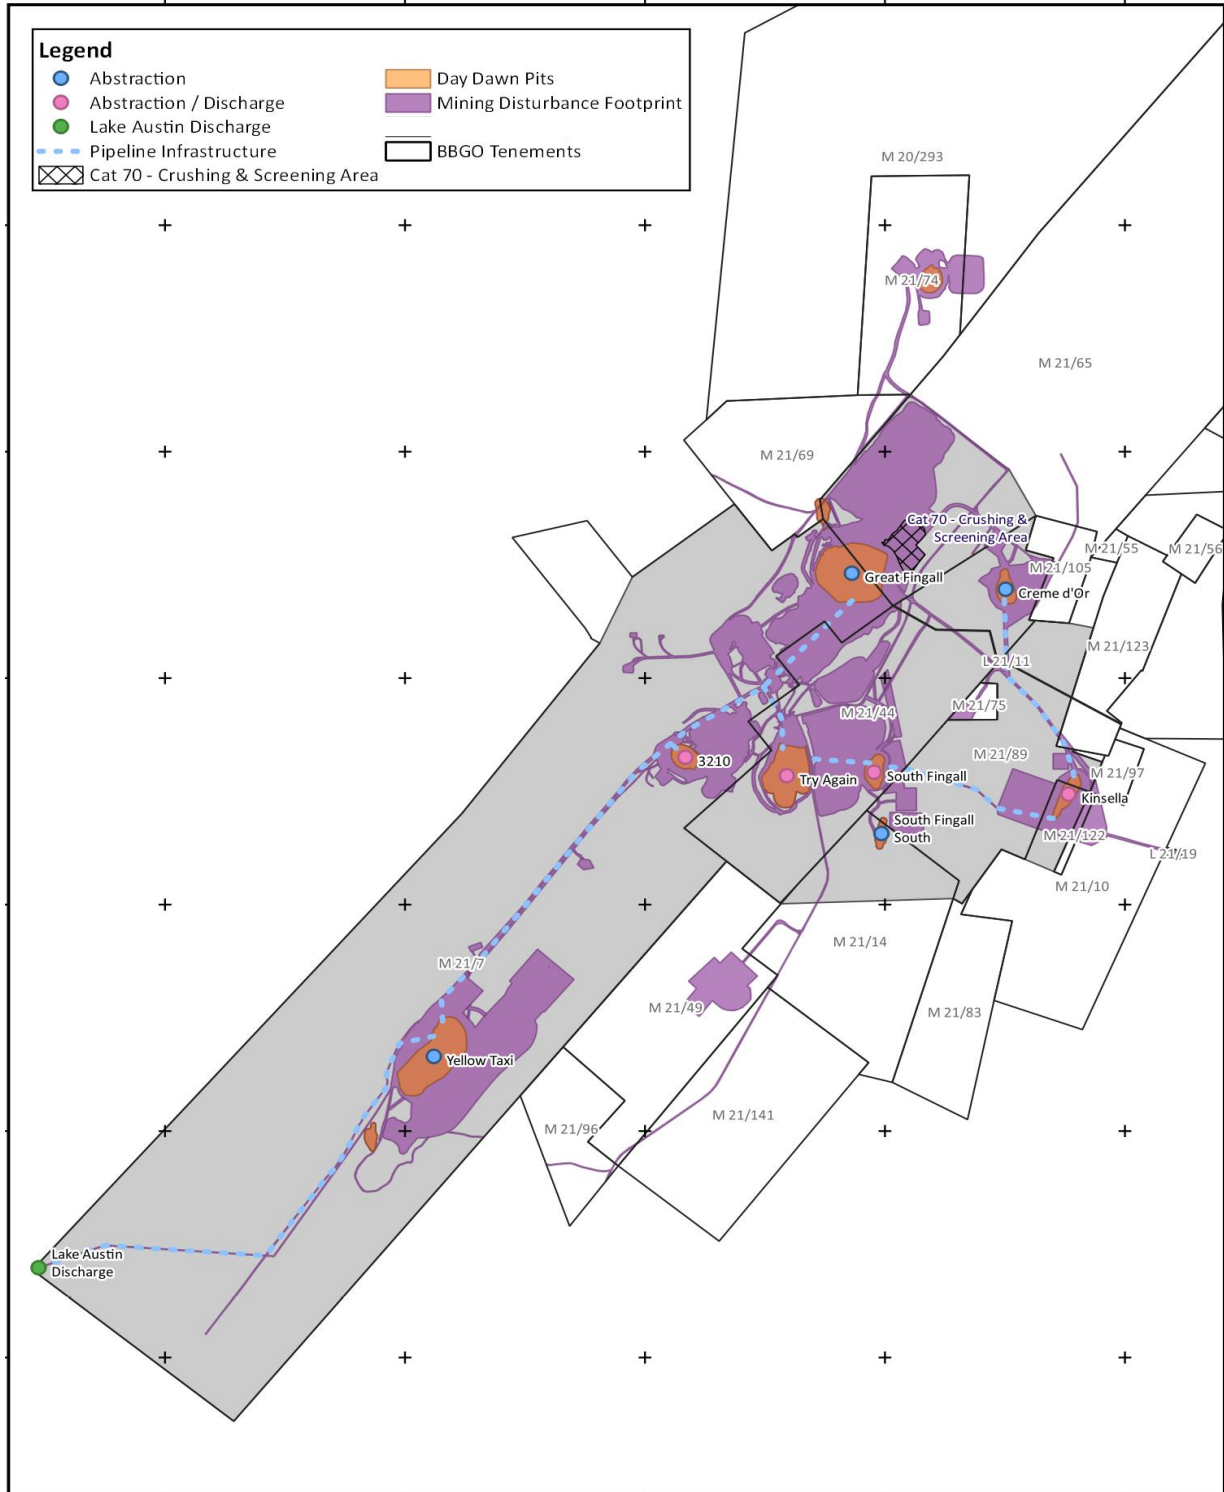 Legend
Abstraction
Abstraction / Discharge
Lake Austin Discharge
Pipeline Infrastructure
Cat 70 - Crushing & Screening Area
Day Dawn Pits
Mining Disturbance Footprint
BBGO Tenements
M 20/293
M 21/74
M 21/65
M 21/69
Cat 70 - Crushing &
Screening Area
M 21/55
M 21/56
M 21/105
Great Fingall
Creme d'Or
M 21/123
L 21/11
M 21/75
M 21/44
M 21/89
3210
Try Again
South Fingall
M 21/97
Kinsella
South Fingall
South
M 21/122
L 21/19
M 21/10
M 21/14
M 21/7
M 21/49
M 21/83
Yellow Taxi
M 21/141
M 21/96
Lake Austin
Discharge